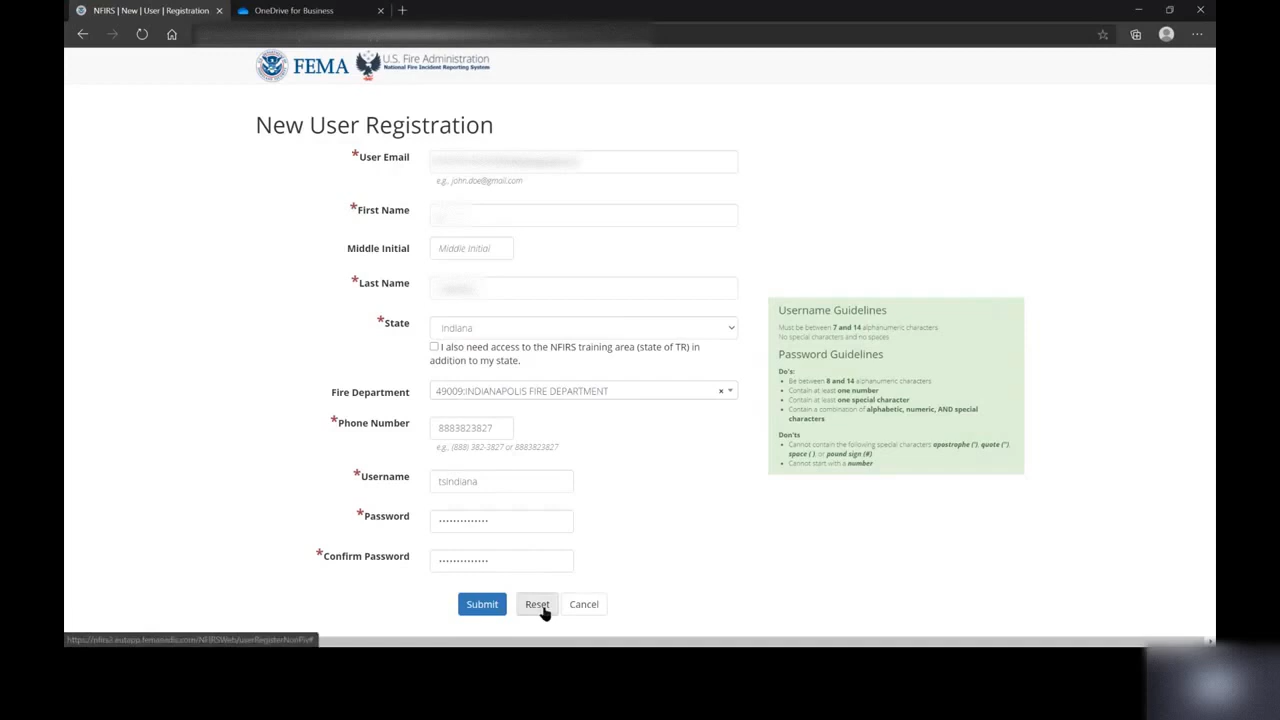 NFIRS | New | User | Registration
OneDrive for Business
FEMA
U.S. Fire Administration
National Fire Incident Reporting System
New User Registration
*User Email
e.g., john.doe@gmail.com
*First Name
Middle Initial
Middle Initial
*Last Name
*State
Indiana
I also need access to the NFIRS training area (state of TR) in
addition to my state.
Fire Department
49009:INDIANAPOLIS FIRE DEPARTMENT
*Phone Number
8883823827
e.g., (888) 382-3827 or 8883823827
*Username
tsIndiana
*Password
*Confirm Password
Submit Reset Cancel
Username Guidelines
Must be between 7 and 14 alphanumeric characters
No special characters and no spaces
Password Guidelines
Do's:
• Be between 8 and 14 alphanumeric characters
• Contain at least one number
• Contain at least one special character
• Contain a combination of alphabetic, numeric, AND special
characters
Don'ts
• Cannot contain the following special characters apostrophe ('), quote ("),
space ( ), or pound sign (#)
• Cannot start with a number